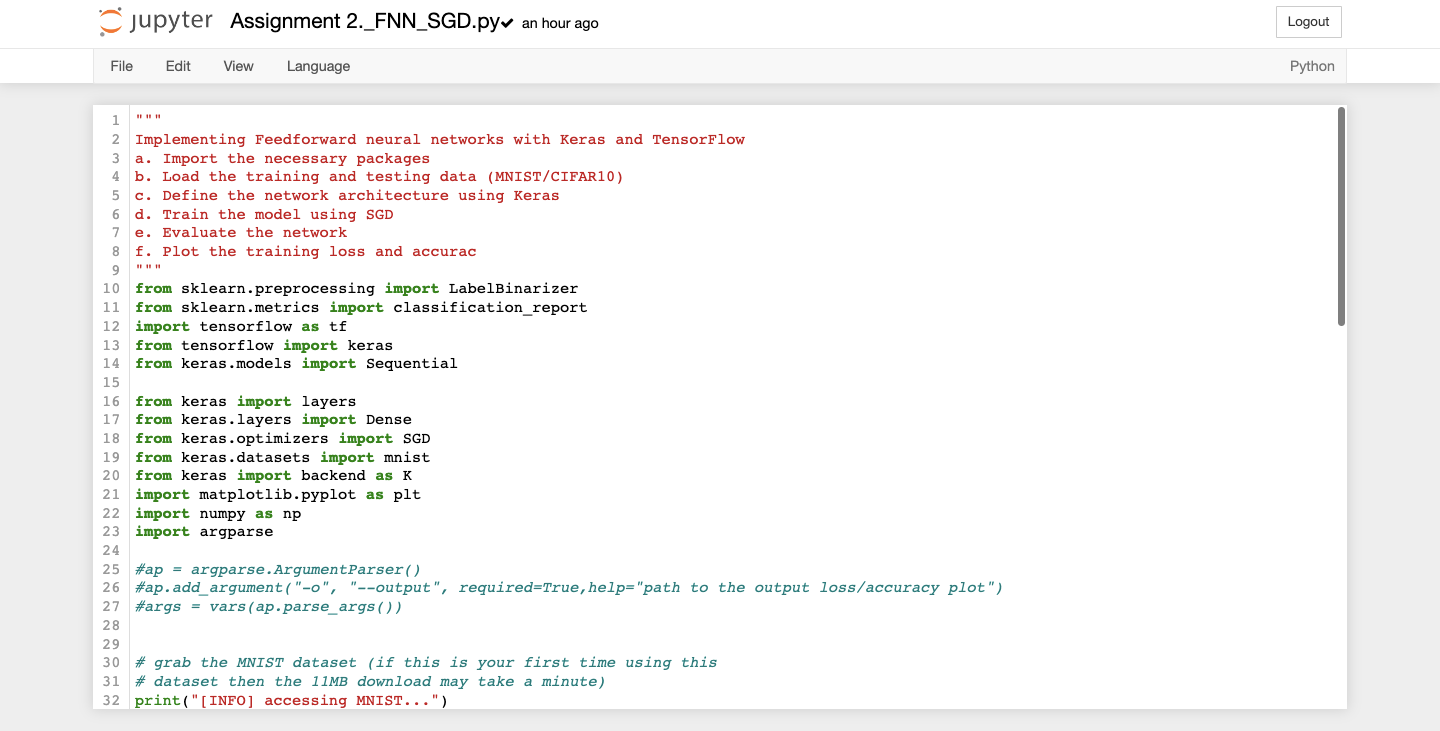 jupyter Assignment 2._FNN_SGD.py✔ an hour ago Logout
File Edit View Language Python
1 """
2 Implementing Feedforward neural networks with Keras and TensorFlow
3 a. Import the necessary packages
4 b. Load the training and testing data (MNIST/CIFAR10)
5 c. Define the network architecture using Keras
6 d. Train the model using SGD
7 e. Evaluate the network
8 f. Plot the training loss and accurac
9 """
10 from sklearn.preprocessing import LabelBinarizer
11 from sklearn.metrics import classification_report
12 import tensorflow as tf
13 from tensorflow import keras
14 from keras.models import Sequential
15
16 from keras import layers
17 from keras.layers import Dense
18 from keras.optimizers import SGD
19 from keras.datasets import mnist
20 from keras import backend as K
21 import matplotlib.pyplot as plt
22 import numpy as np
23 import argparse
24
25 #ap = argparse.ArgumentParser()
26 #ap.add_argument("-o", "--output", required=True,help="path to the output loss/accuracy plot")
27 #args = vars(ap.parse_args())
28
29
30 # grab the MNIST dataset (if this is your first time using this
31 # dataset then the 11MB download may take a minute)
32 print("[INFO] accessing MNIST...")